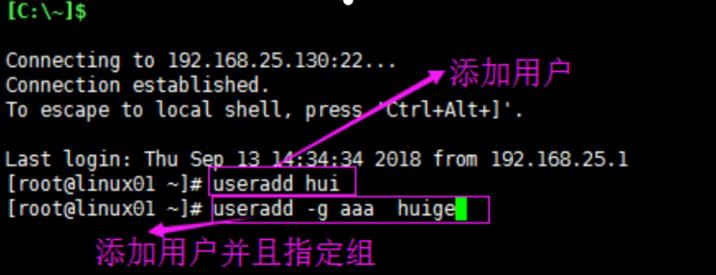 [C:\~]$
Connecting to 192.168.25.130:22...
添加用户
Connection established.
To escape to local shell, press 'Ctrl+Alt+]'.
Last login: Thu Sep 13 14:34:34 2018 from 192.168.25.1
[root@linux01 ~]# useradd hui
[root@linux01 ~]# useradd -g aaa  huige
添加用户并且指定组